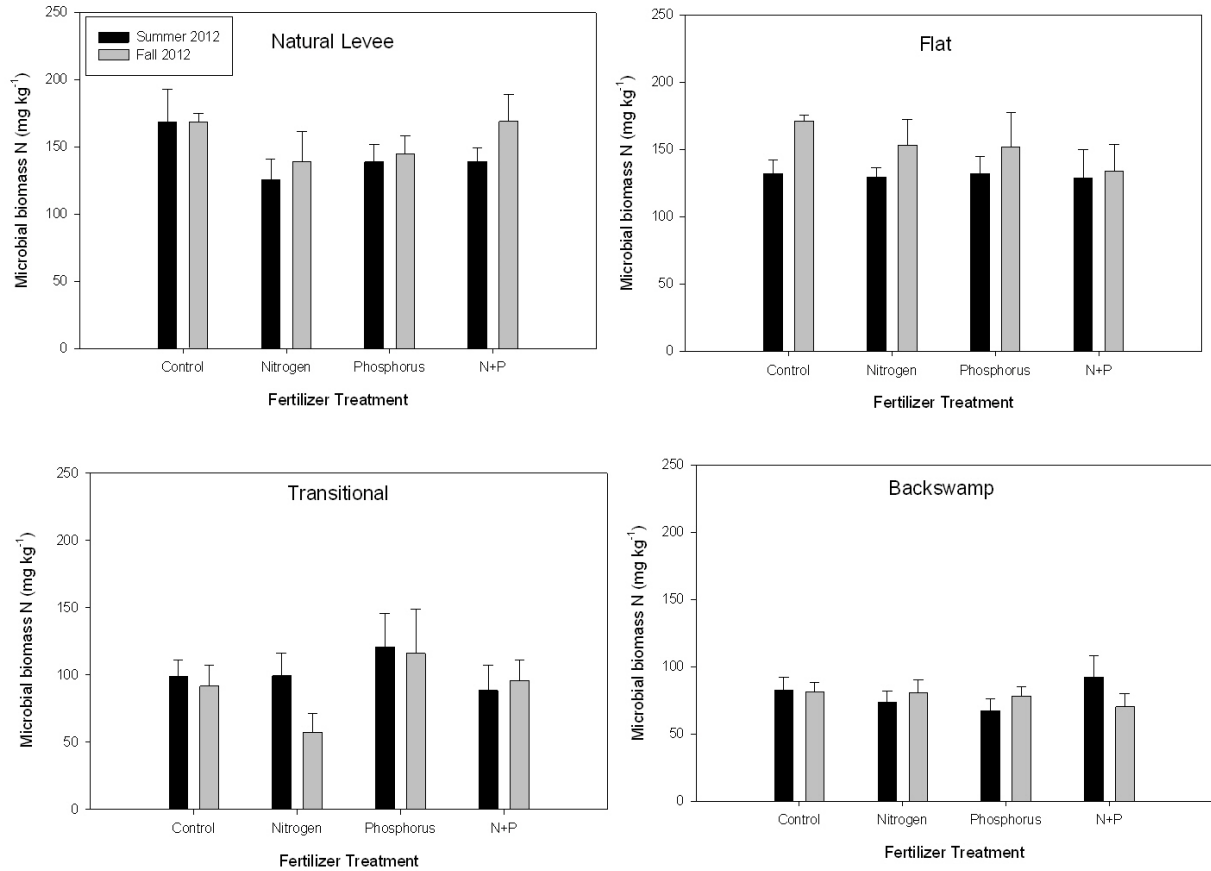 Natural Levee
Summer 2012
Fall 2012
Microbial biomass N (mg kg-1)
250
200
150
100
50
0
Control Nitrogen Phosphorus N+P
Fertilizer Treatment
Flat
Microbial biomass N (mg kg-1)
250
200
150
100
50
0
Control Nitrogen Phosphorus N+P
Fertilizer Treatment
Transitional
Microbial biomass N (mg kg-1)
250
200
150
100
50
0
Control Nitrogen Phosphorus N+P
Fertilizer Treatment
Backswamp
Microbial biomass N (mg kg-1)
250
200
150
100
50
0
Control Nitrogen Phosphorus N+P
Fertilizer Treatment